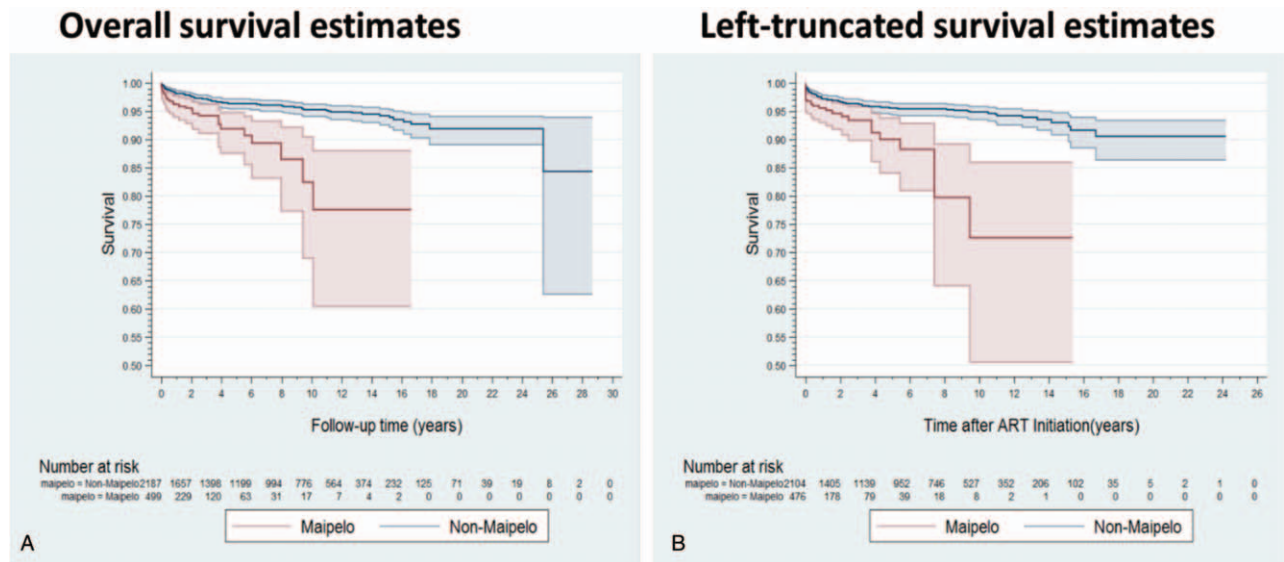 Overall survival estimates
1.00
0.95
0.90
0.85
0.80
0.75
0.70
0.65
0.60
0.55
0.50
Survival
0 2 4 6 8 10 12 14 16 18 20 22 24 26 28 30
Follow-up time (years)
Number at risk
maipelo = Non-Maipelo 2187 1657 1398 1199 994 776 564 374 232 125 71 39 19 8 2 0
maipelo = Maipelo 499 229 120 63 31 17 7 4 2 0 0 0 0 0 0 0
Maipelo Non-Maipelo
A
Left-truncated survival estimates
1.00
0.95
0.90
0.85
0.80
0.75
0.70
0.65
0.60
0.55
0.50
Survival
0 2 4 6 8 10 12 14 16 18 20 22 24 26
Time after ART Initiation(years)
Number at risk
maipelo = Non-Maipelo 2104 1405 1139 952 746 527 352 206 102 35 5 2 1 0
maipelo = Maipelo 476 178 79 39 18 8 2 1 0 0 0 0 0 0
Maipelo Non-Maipelo
B